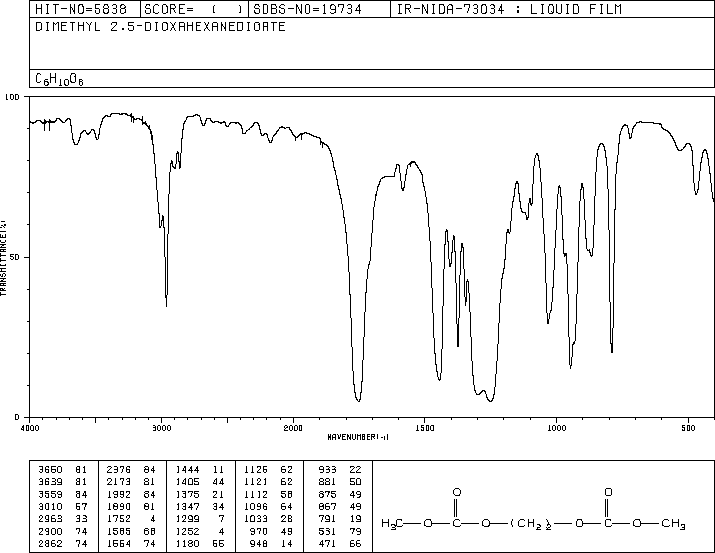 HIT-NO=5838 SCORE= ( ) SDBS-NO=19734 IR-NIDA-73034 : LIQUID FILM
DIMETHYL 2,5-DIOXAHEXANEDIOATE
C6H10O6
100
50
0
TRANSMITTANCE(%)
4000 3000 2000 1500 1000 500
WAVENUMBER(-1)
3660 81 2376 84 1444 11 1126 62 933 22
3639 81 2173 81 1405 44 1121 62 881 50
3559 84 1992 84 1375 21 1112 58 875 49
3010 57 1890 81 1347 34 1096 64 867 49
2963 33 1752 4 1299 7 1033 28 791 19
2900 74 1585 68 1252 4 970 49 531 79
2862 74 1554 74 1180 55 948 14 471 66
O O
H3C—O—C—O—(CH2)2—O—C—O—CH3